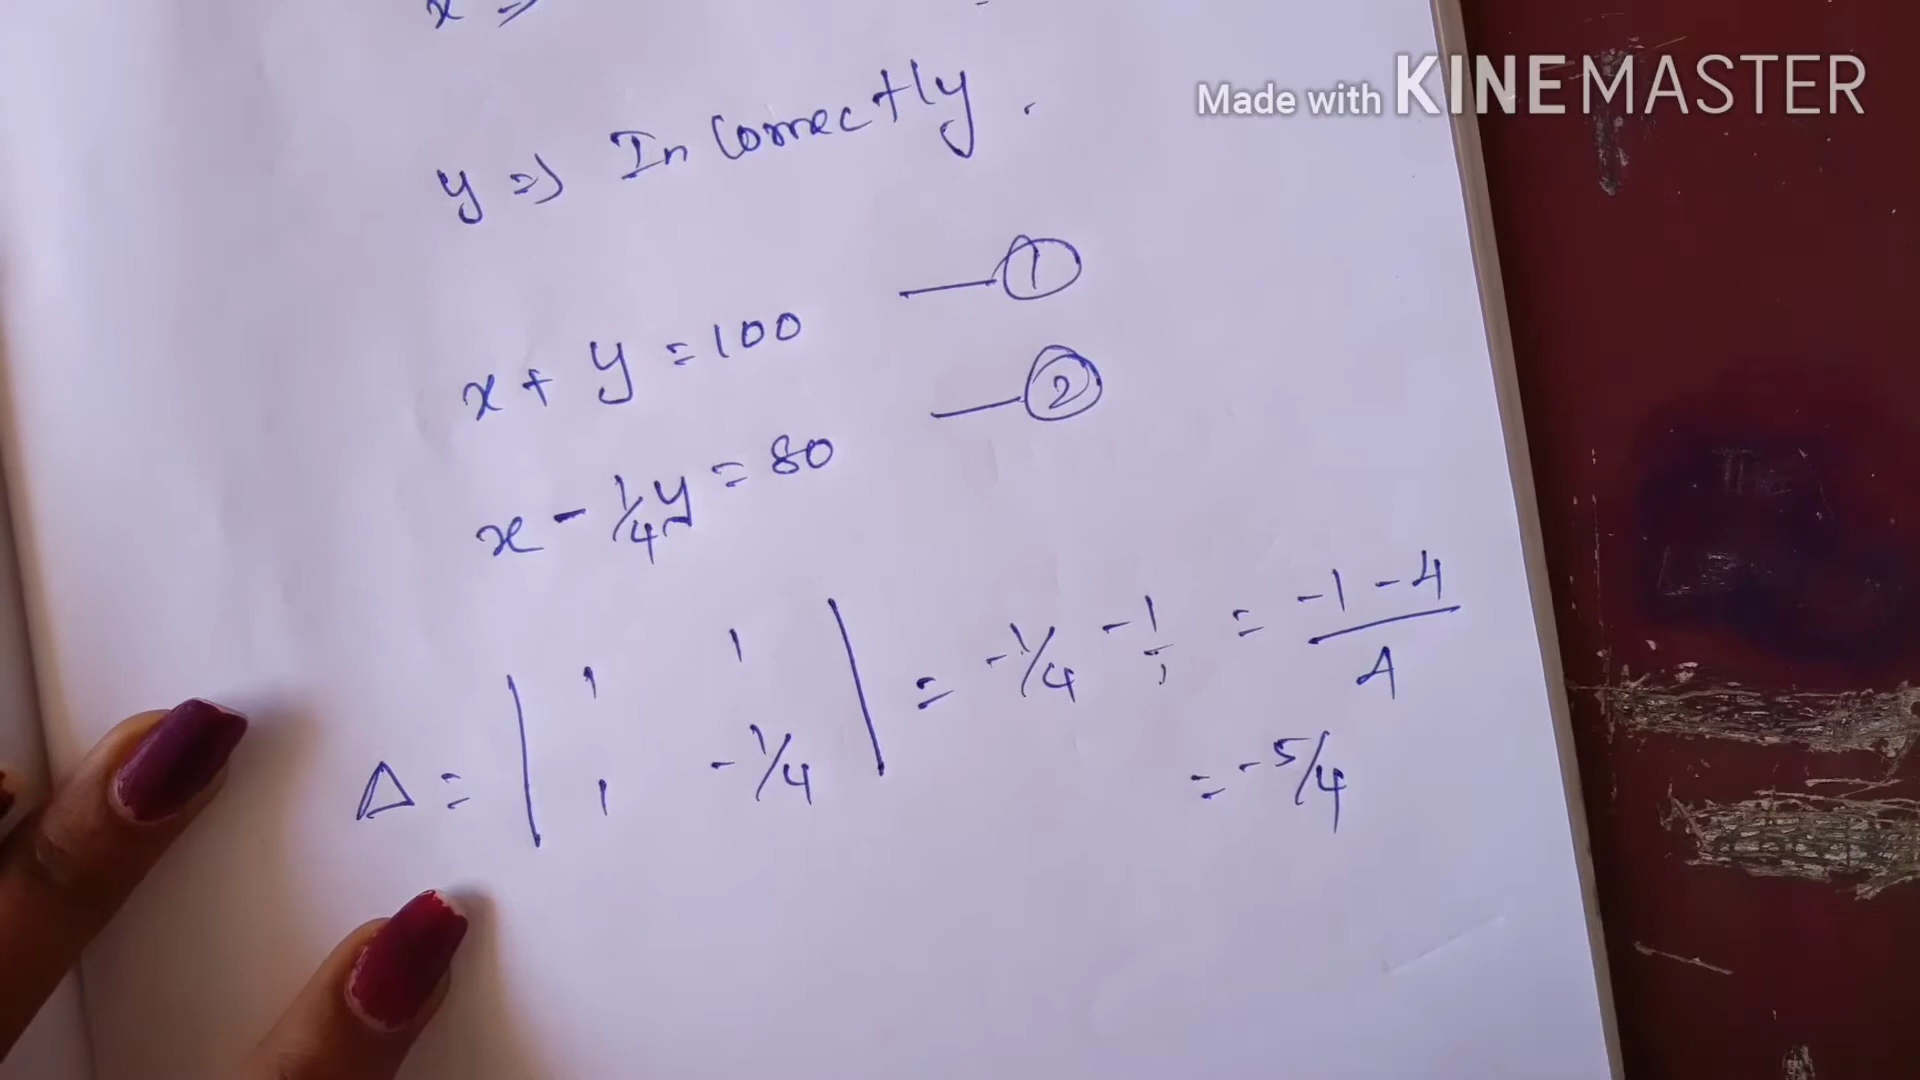 x ⇒
Made with KINEMASTER
y ⇒ Incorrectly.
x + y = 100 —①
x - 1/4 y = 80 —②
Δ = | 1 1 | = -1/4 - 1/1 = -1-4/4
| 1 -1/4 | = -5/4